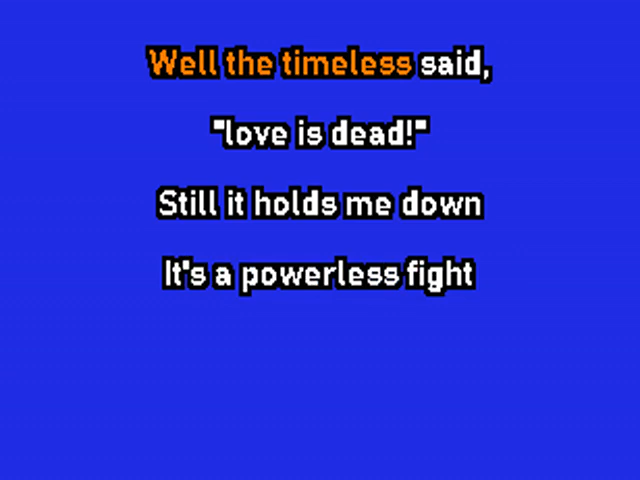 Well the timeless said,
"love is dead!"
Still it holds me down
It's a powerless fight